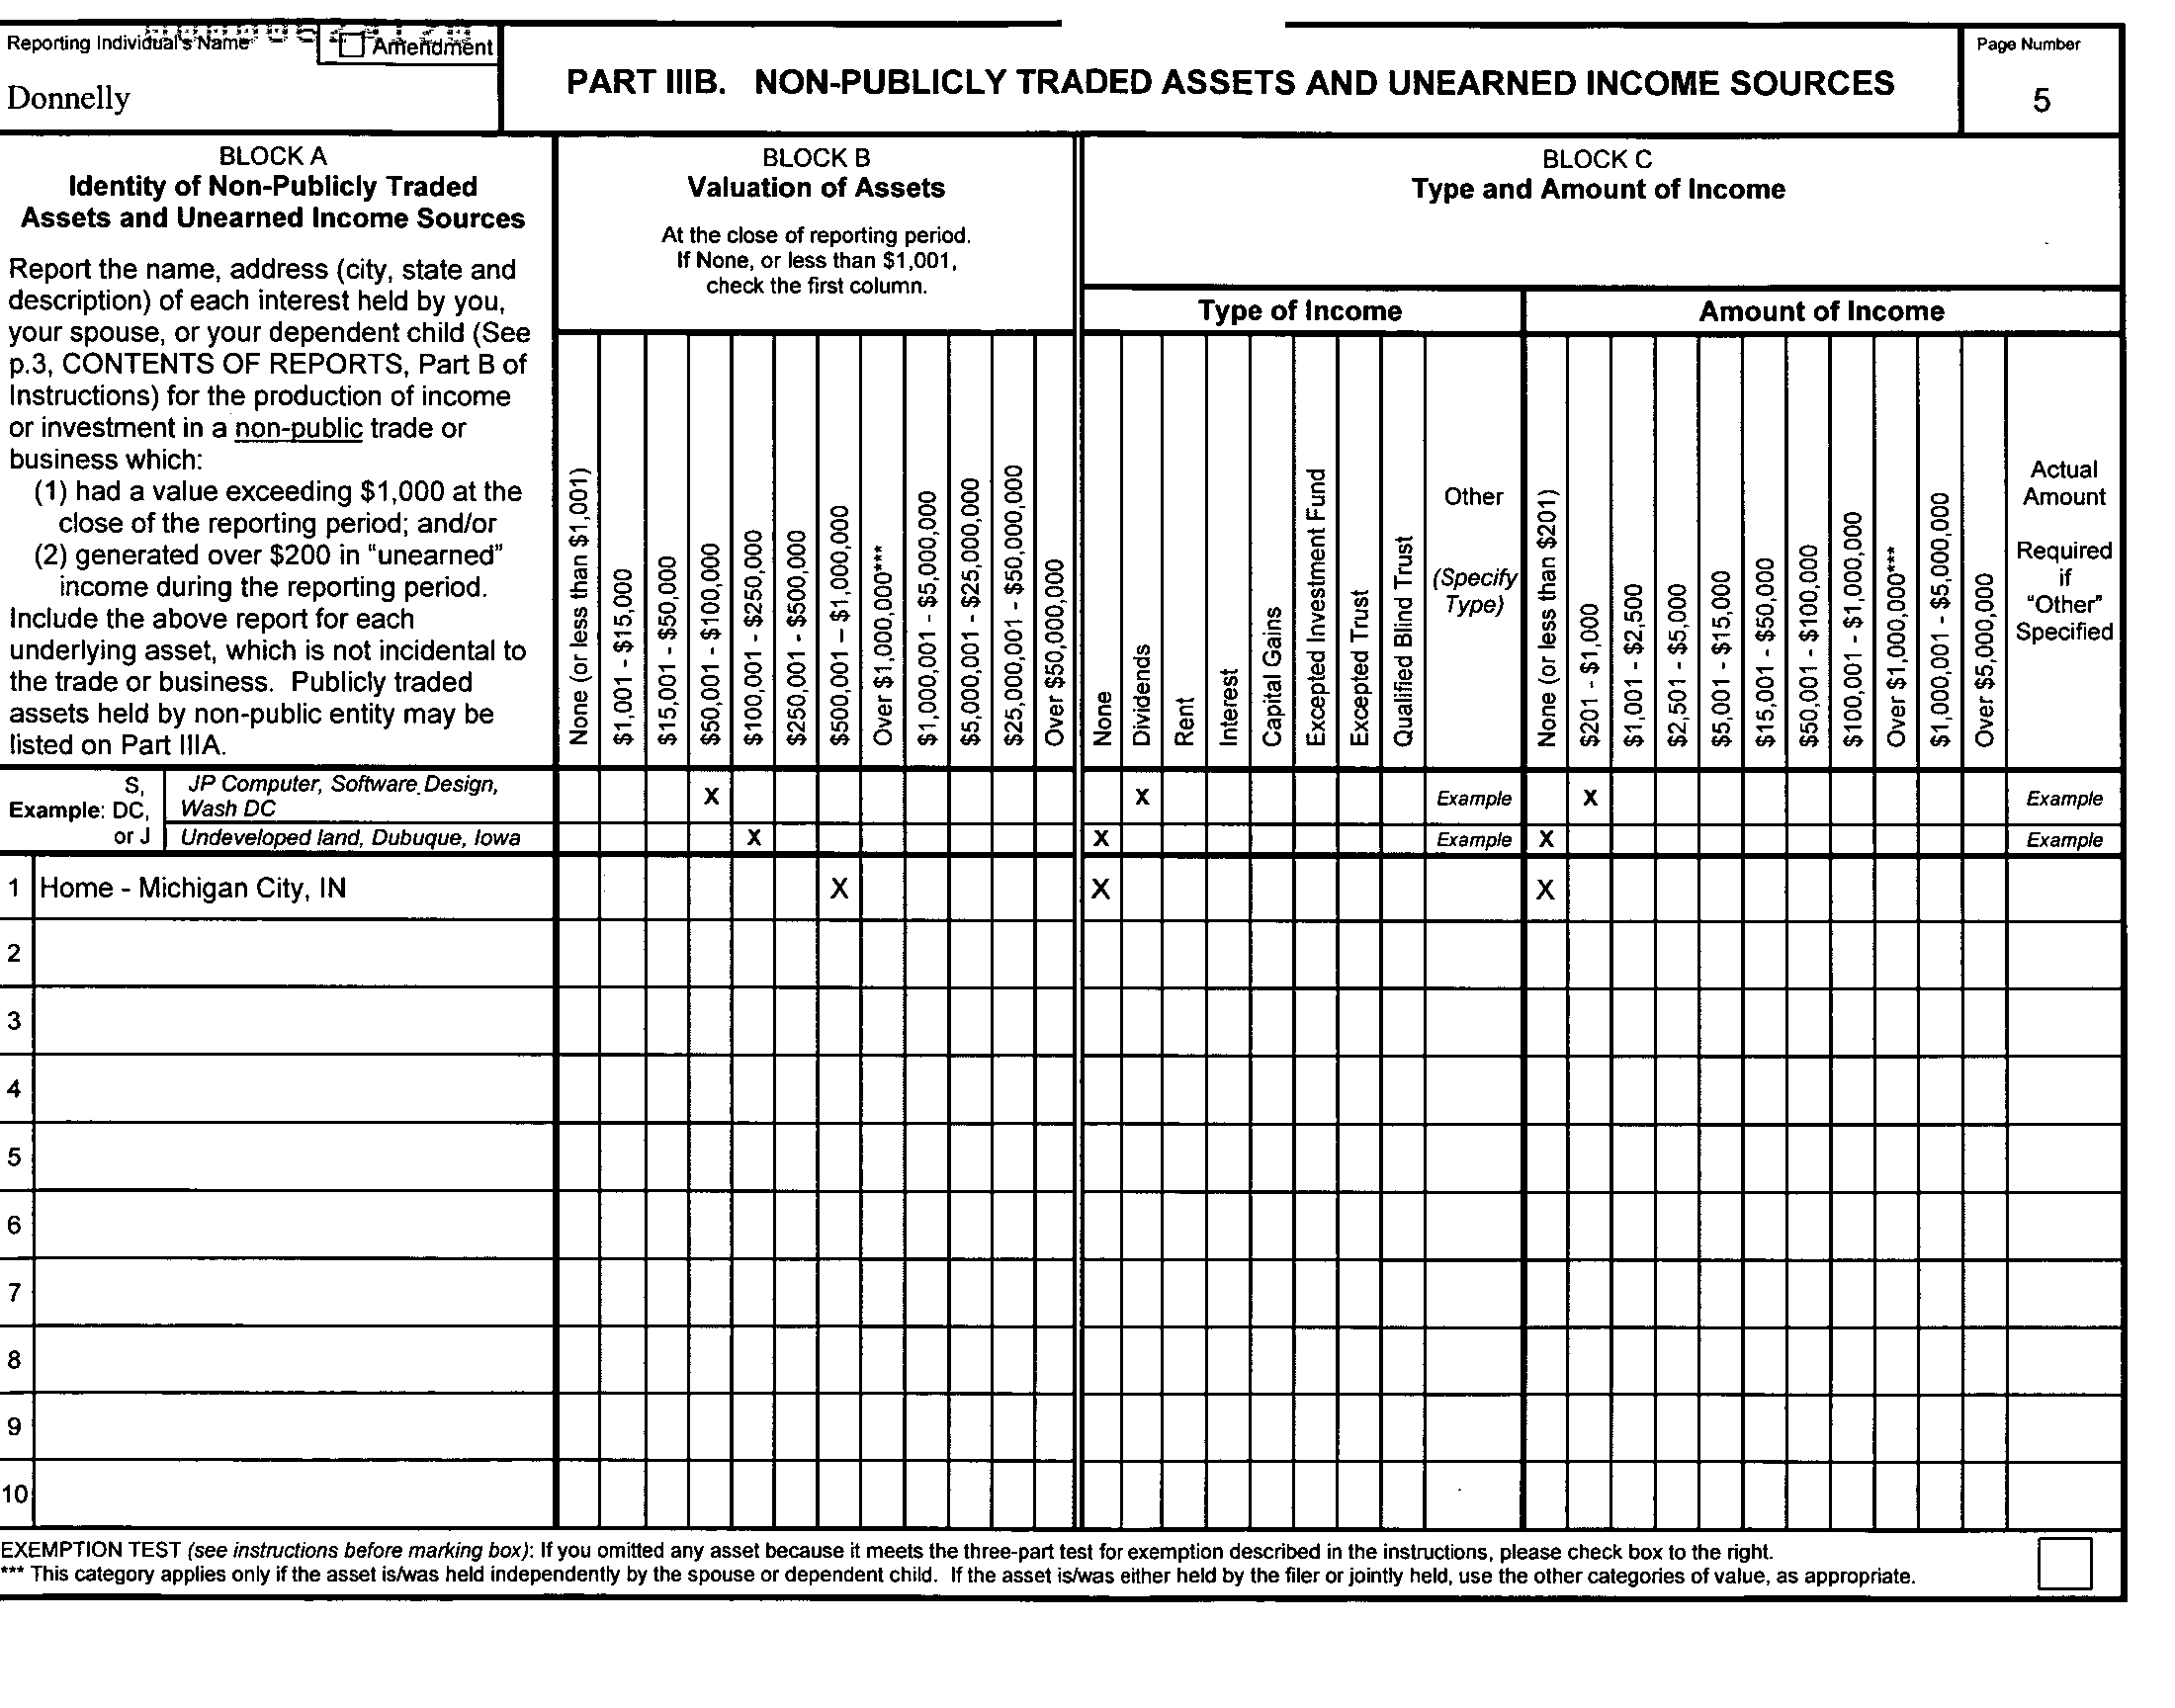 Reporting Individual's Name
Amendment
Donnelly
PART IIIB. NON-PUBLICLY TRADED ASSETS AND UNEARNED INCOME SOURCES
Page Number
5
BLOCK A
Identity of Non-Publicly Traded
Assets and Unearned Income Sources
Report the name, address (city, state and
description) of each interest held by you,
your spouse, or your dependent child (See
p.3, CONTENTS OF REPORTS, Part B of
Instructions) for the production of income
or investment in a non-public trade or
business which:
(1) had a value exceeding $1,000 at the
close of the reporting period; and/or
(2) generated over $200 in "unearned"
income during the reporting period.
Include the above report for each
underlying asset, which is not incidental to
the trade or business. Publicly traded
assets held by non-public entity may be
listed on Part IIIA.
BLOCK B
Valuation of Assets
At the close of reporting period.
If None, or less than $1,001,
check the first column.
None (or less than $1,001)
$1,001 - $15,000
$15,001 - $50,000
$50,001 - $100,000
$100,001 - $250,000
$250,001 - $500,000
$500,001 – $1,000,000
Over $1,000,000***
$1,000,001 - $5,000,000
$5,000,001 - $25,000,000
$25,000,001 - $50,000,000
Over $50,000,000
BLOCK C
Type and Amount of Income
Type of Income
None
Dividends
Rent
Interest
Capital Gains
Excepted Investment Fund
Excepted Trust
Qualified Blind Trust
Other
(Specify
Type)
Amount of Income
None (or less than $201)
$201 - $1,000
$1,001 - $2,500
$2,501 - $5,000
$5,001 - $15,000
$15,001 - $50,000
$50,001 - $100,000
$100,001 - $1,000,000
Over $1,000,000***
$1,000,001 - $5,000,000
Over $5,000,000
Actual
Amount
Required
if
"Other"
Specified
S,
Example: DC,
or J
JP Computer, Software Design,
Wash DC
X X Example X Example
Undeveloped land, Dubuque, Iowa X X Example X Example
1 Home - Michigan City, IN X X X
2
3
4
5
6
7
8
9
10
EXEMPTION TEST (see instructions before marking box): If you omitted any asset because it meets the three-part test for exemption described in the instructions, please check box to the right.
*** This category applies only if the asset is/was held independently by the spouse or dependent child. If the asset is/was either held by the filer or jointly held, use the other categories of value, as appropriate.